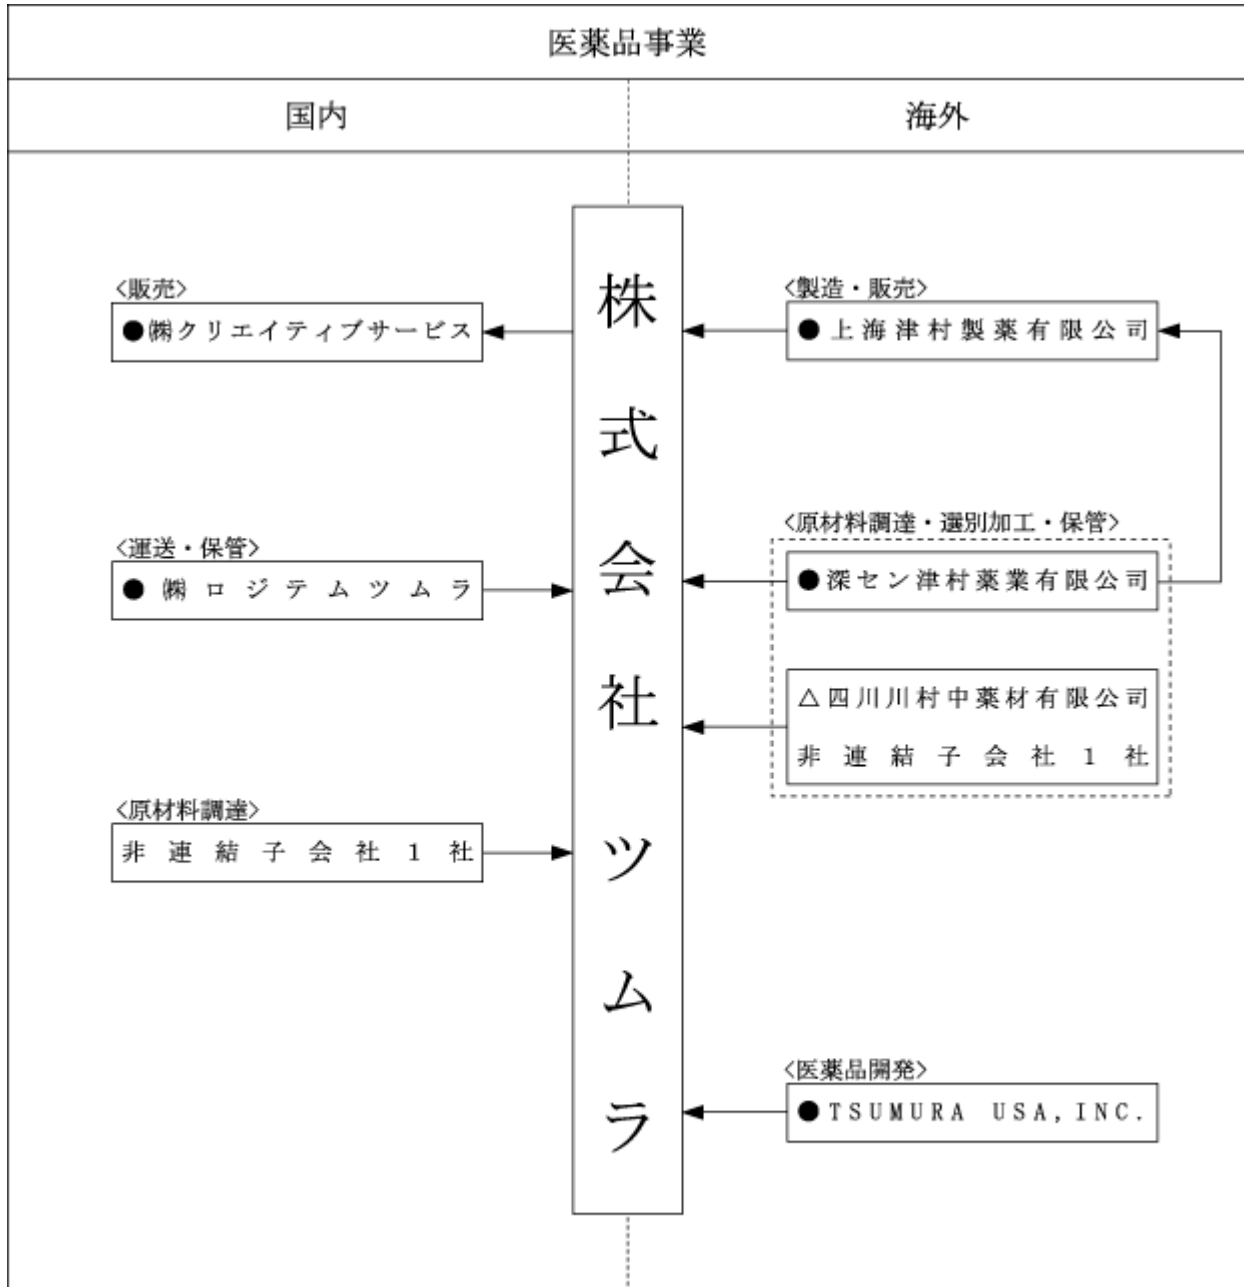 医薬品事業
国内
海外
<販売>
●㈱クリエイティブサービス
<運送・保管>
●㈱ロジテムツムラ
<原材料調達>
非連結子会社1社
株式会社ツムラ
<製造・販売>
●上海津村製薬有限公司
<原材料調達・選別加工・保管>
●深セン津村薬業有限公司
△四川川村中薬材有限公司
非連結子会社1社
<医薬品開発>
●TSUMURA USA,INC.